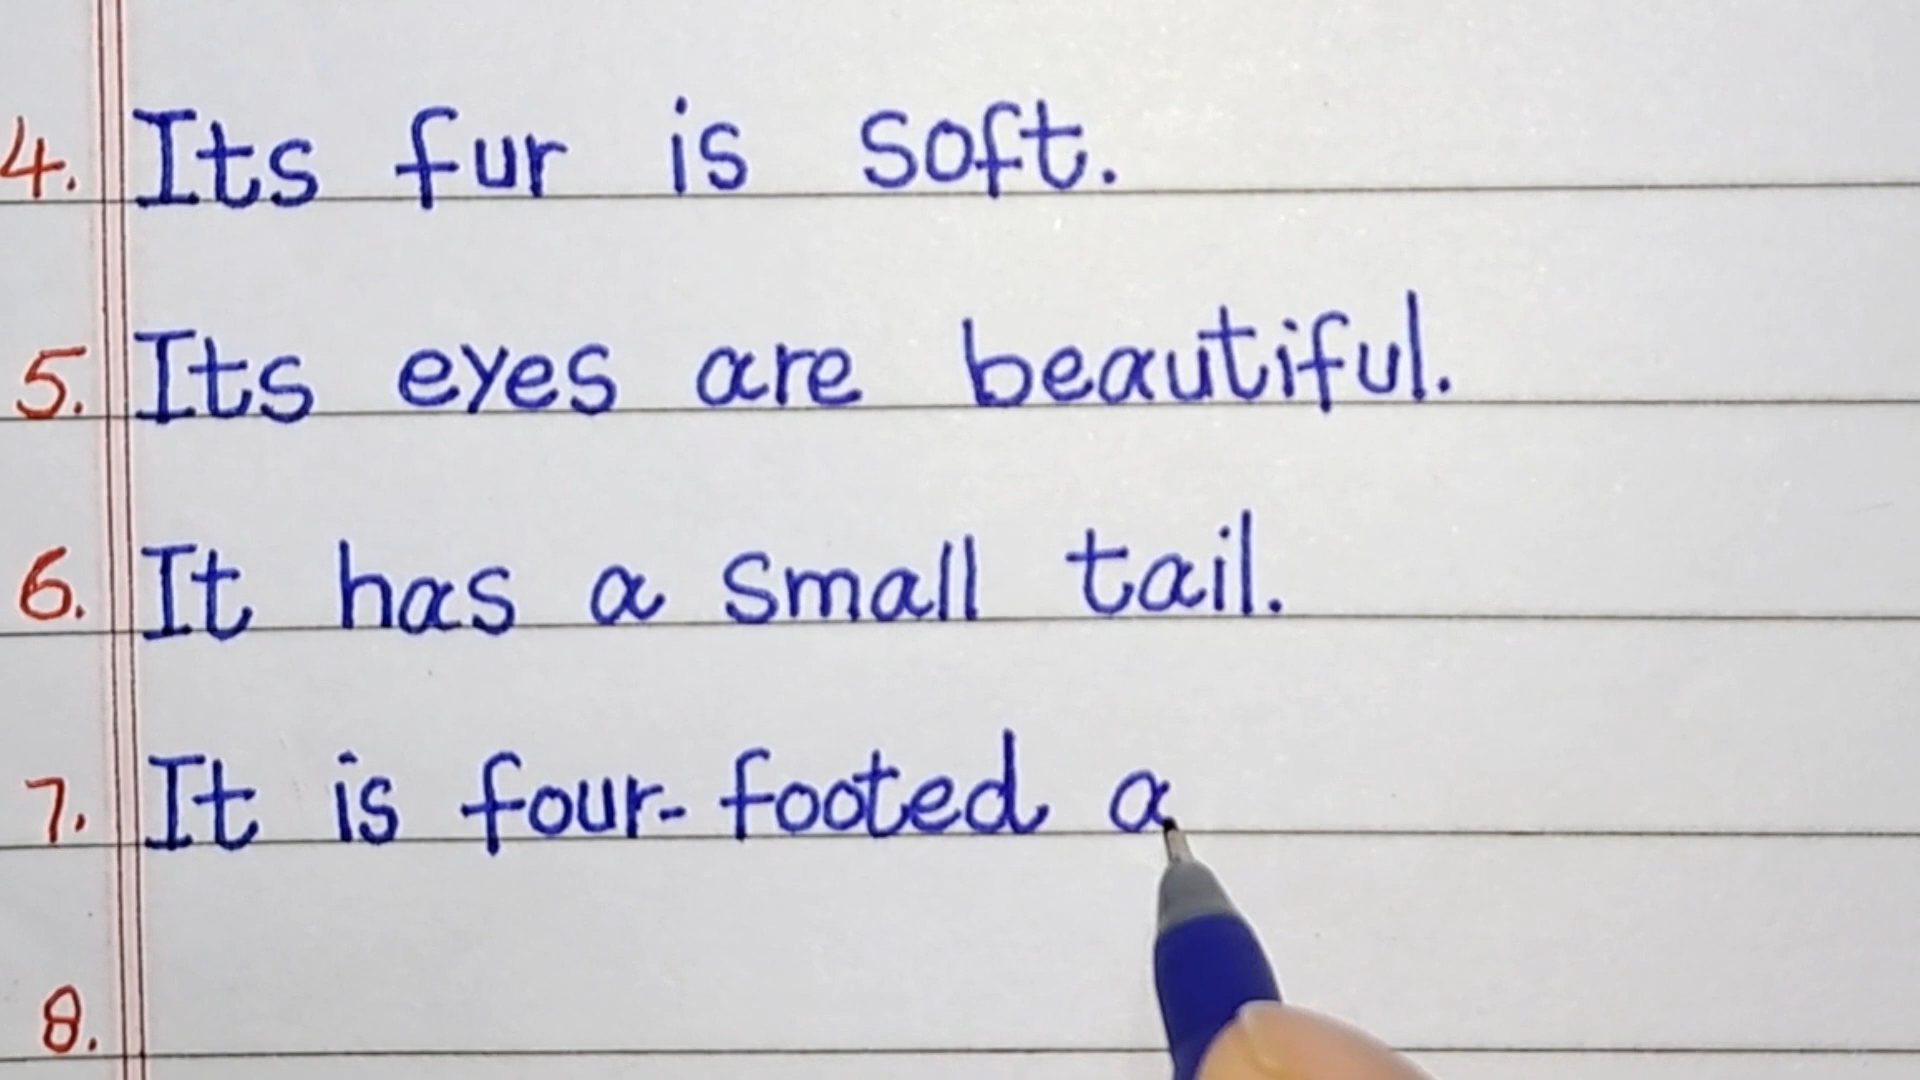 4. Its fur is soft.
5. Its eyes are beautiful.
6. It has a small tail.
7. It is four-footed a
8.